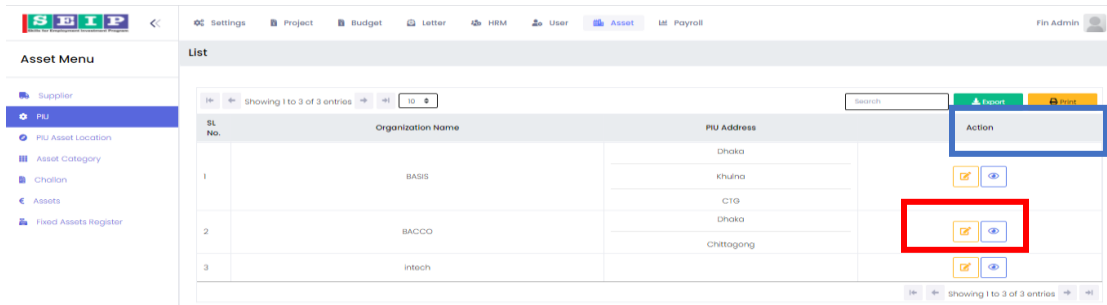 SEIP
Skills for Employment Investment Program
Settings Project Budget Letter HRM User Asset Payroll Fin Admin
Asset Menu
List
Supplier
PIU
PIU Asset Location
Asset Category
Challan
Assets
Fixed Assets Register
Showing 1 to 3 of 3 entries 10 Search Export Print
SL No. Organization Name PIU Address Action
1 BASIS Dhaka
Khulna
CTG
2 BACCO Dhaka
Chittagong
3 intech
Showing 1 to 3 of 3 entries